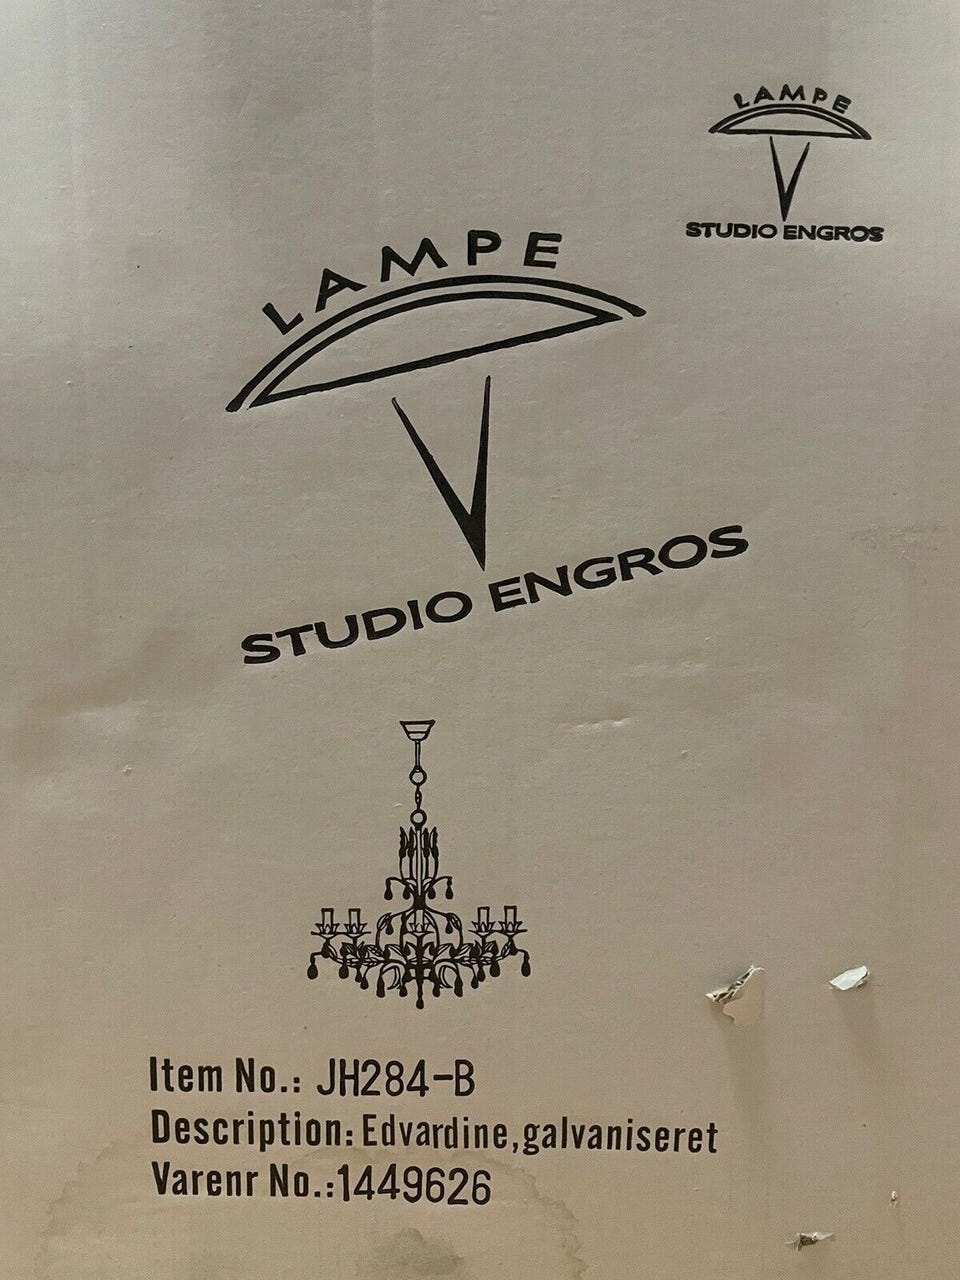 LAMPE
STUDIO ENGROS
LAMPE
STUDIO ENGROS
Item No.: JH284-B
Description: Edvardine,galvaniseret
Varenr No.:1449626